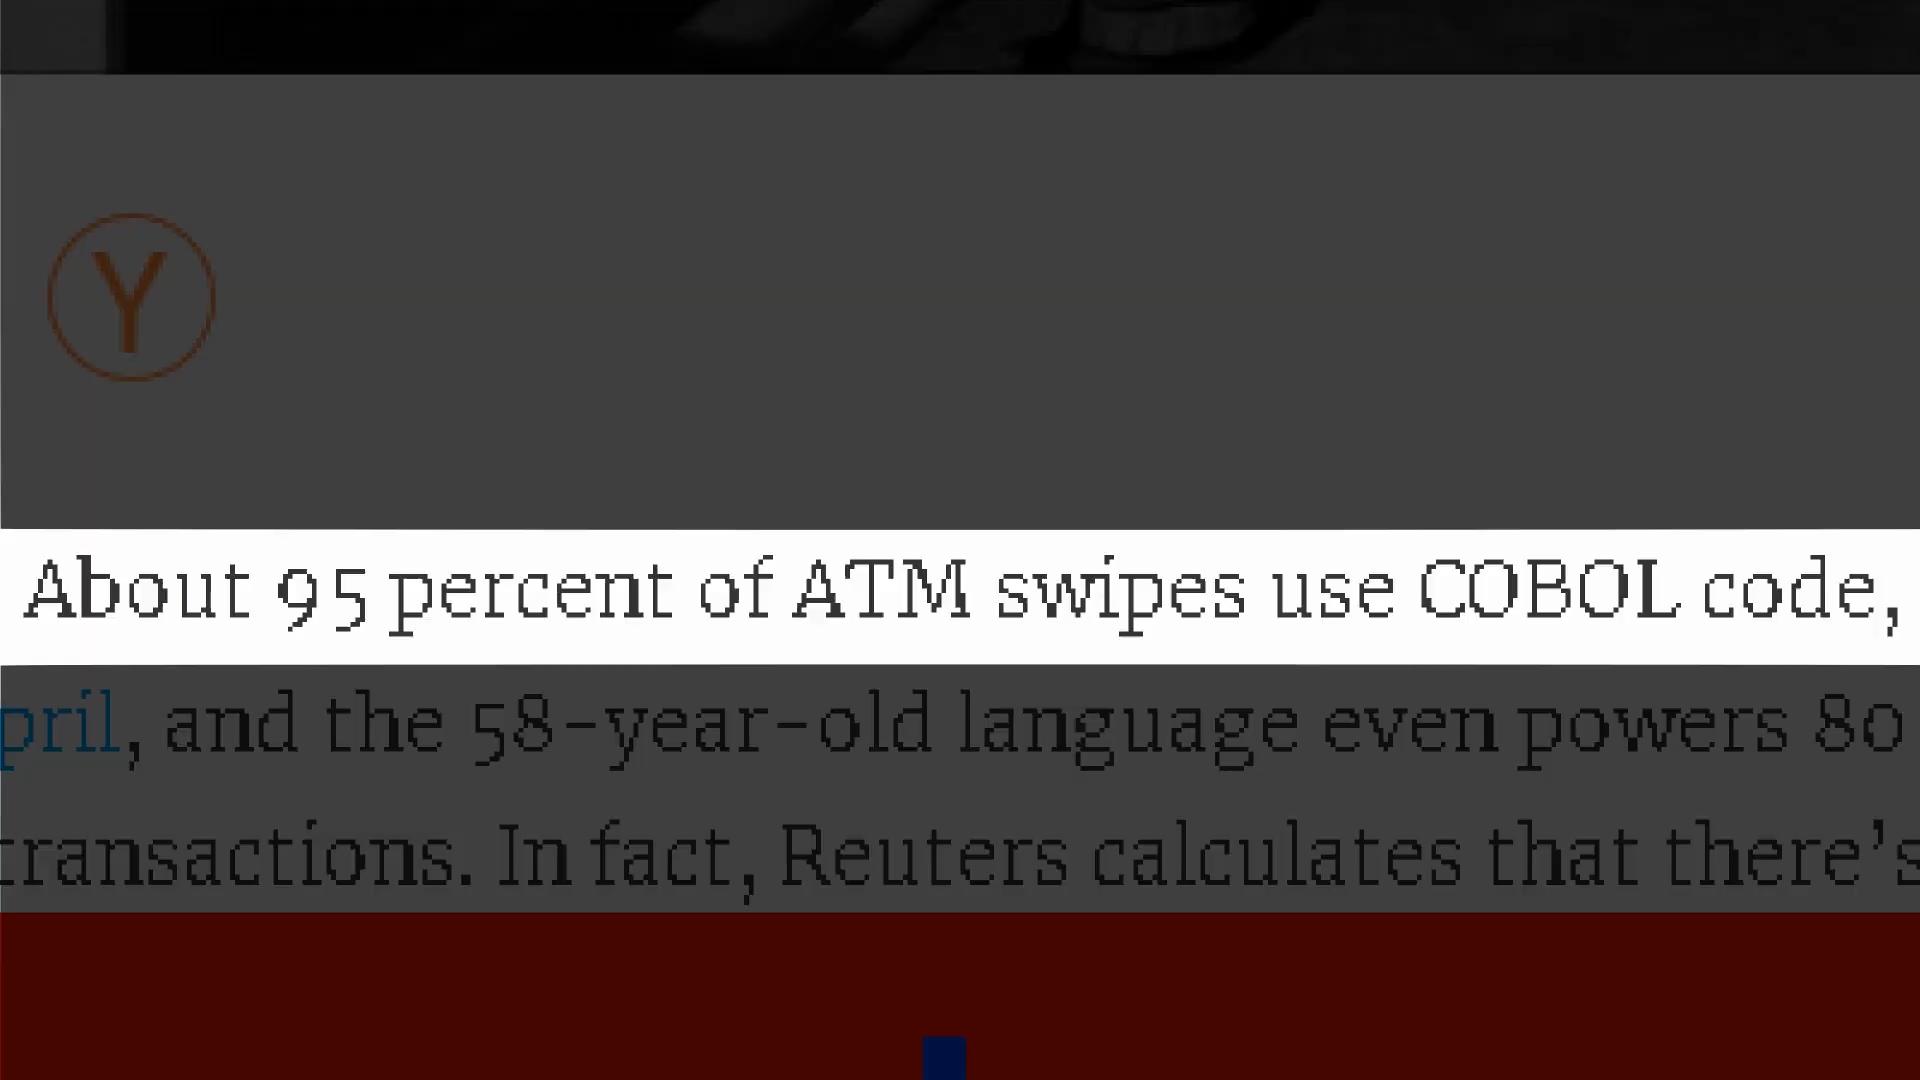 Y
About 95 percent of ATM swipes use COBOL code,
pril, and the 58-year-old language even powers 80
transactions. In fact, Reuters calculates that there's